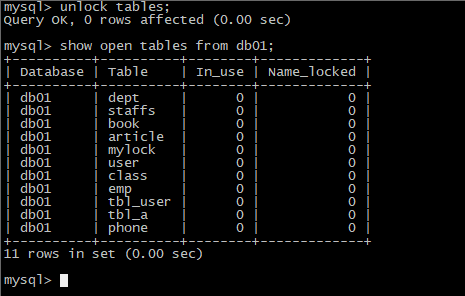 mysql> unlock tables;
Query OK, 0 rows affected (0.00 sec)
mysql> show open tables from db01;
+----------+----------+--------+-------------+
| Database | Table | In_use | Name_locked |
+----------+----------+--------+-------------+
| db01 | dept | 0 | 0 |
| db01 | staffs | 0 | 0 |
| db01 | book | 0 | 0 |
| db01 | article | 0 | 0 |
| db01 | mylock | 0 | 0 |
| db01 | user | 0 | 0 |
| db01 | class | 0 | 0 |
| db01 | emp | 0 | 0 |
| db01 | tbl_user | 0 | 0 |
| db01 | tbl_a | 0 | 0 |
| db01 | phone | 0 | 0 |
+----------+----------+--------+-------------+
11 rows in set (0.00 sec)
mysql>